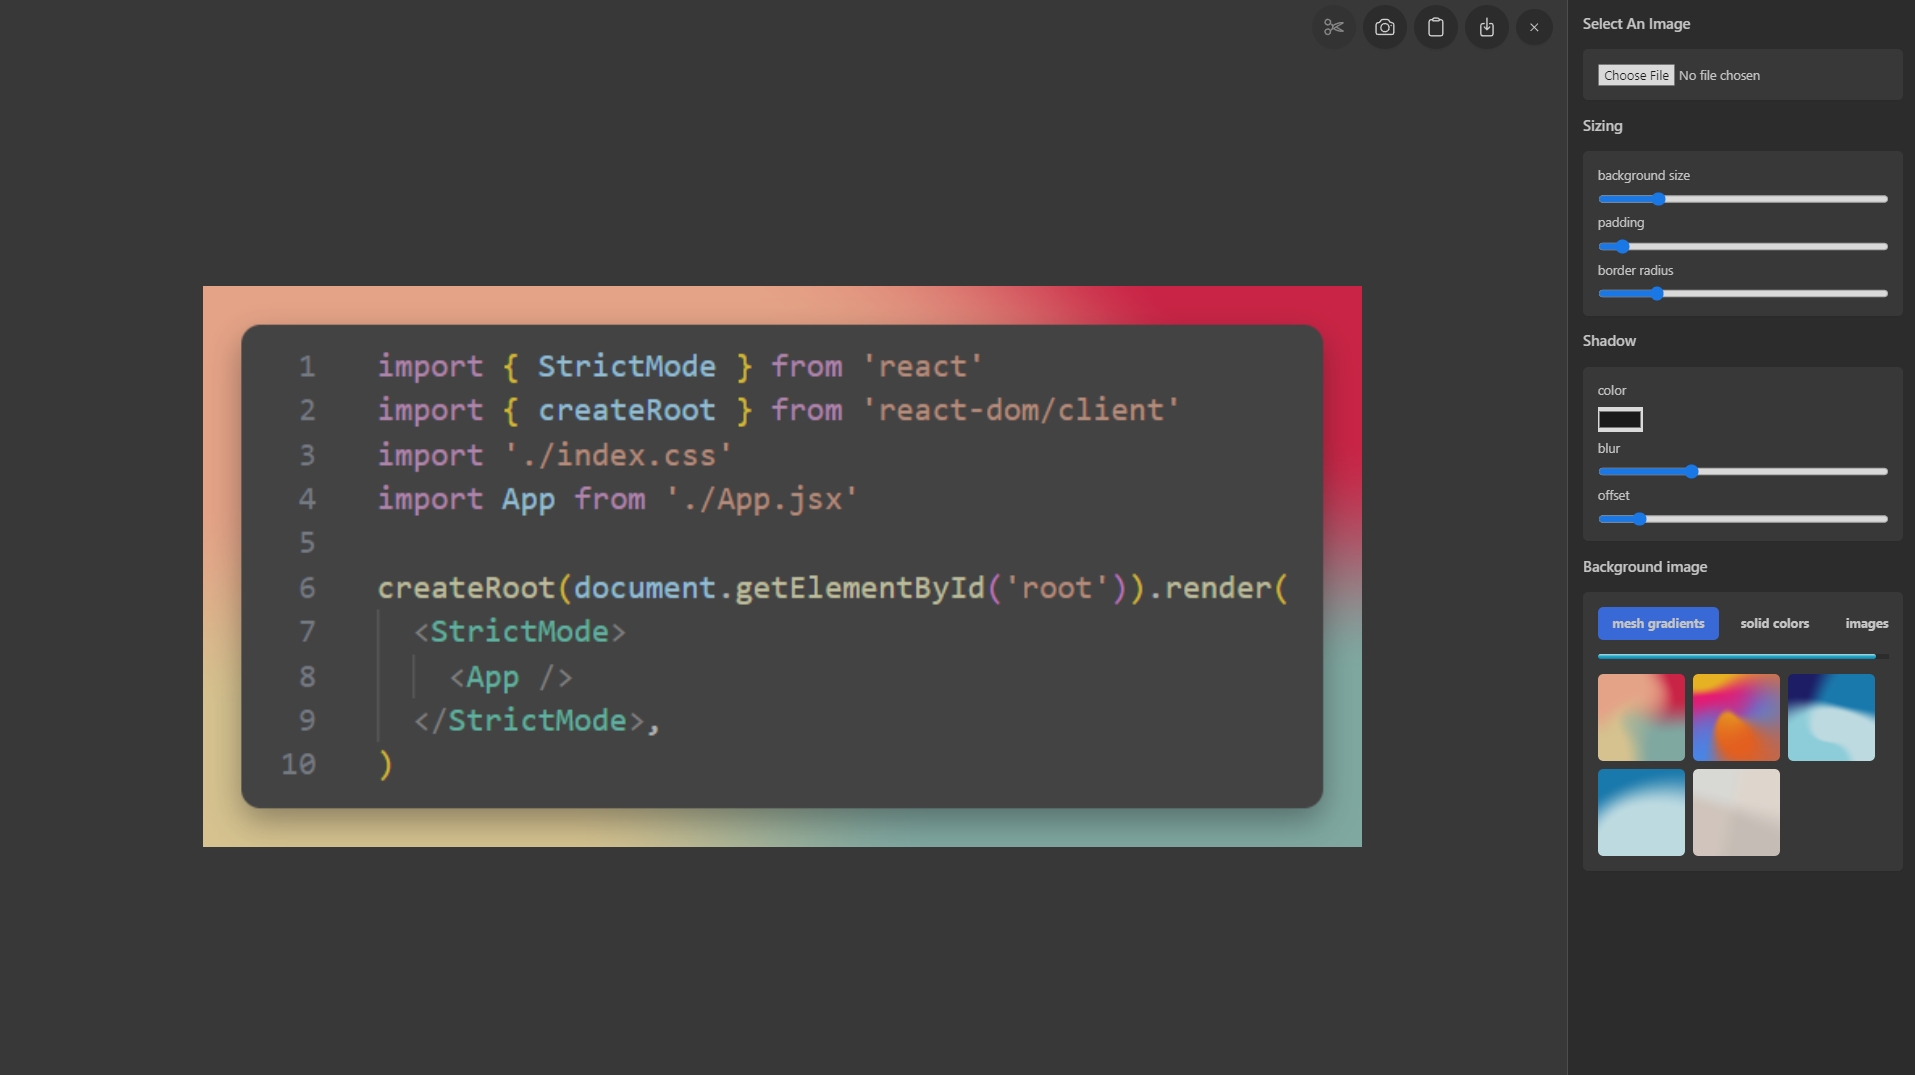 Select An Image
Choose File No file chosen
Sizing
background size
padding
border radius
Shadow
color
blur
offset
Background image
mesh gradients solid colors images
1 import { StrictMode } from 'react'
2 import { createRoot } from 'react-dom/client'
3 import './index.css'
4 import App from './App.jsx'
5
6 createRoot(document.getElementById('root')).render(
7 <StrictMode>
8 <App />
9 </StrictMode>,
10 )